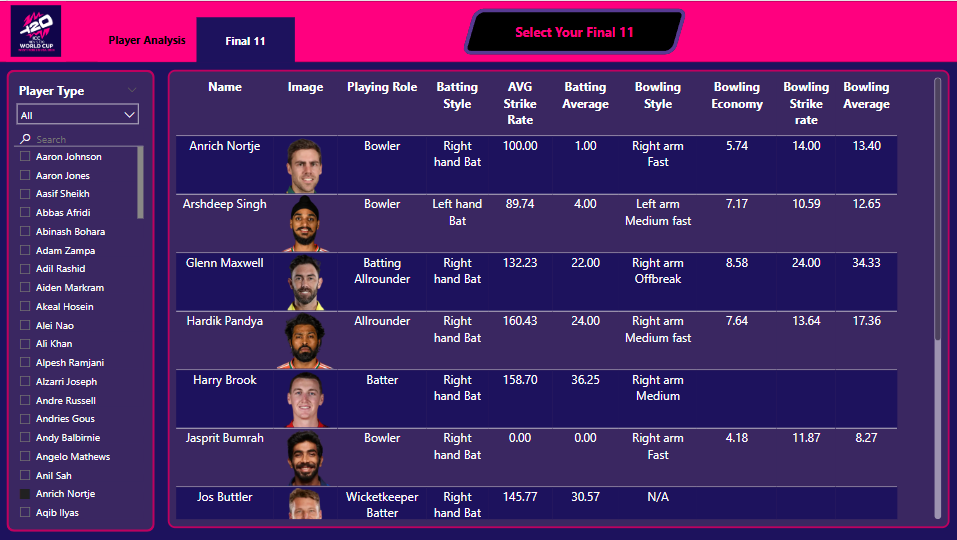 T20
ICC
WORLD CUP
Player Analysis
Final 11
Select Your Final 11
Player Type
All
Search
Aaron Johnson
Aaron Jones
Aasif Sheikh
Abbas Afridi
Abinash Bohara
Adam Zampa
Adil Rashid
Aiden Markram
Akeal Hosein
Alei Nao
Ali Khan
Alpesh Ramjani
Alzarri Joseph
Andre Russell
Andries Gous
Andy Balbirnie
Angelo Mathews
Anil Sah
Anrich Nortje
Aqib Ilyas
Name Image Playing Role Batting Style AVG Strike Rate Batting Average Bowling Style Bowling Economy Bowling Strike rate Bowling Average
Anrich Nortje Bowler Right hand Bat 100.00 1.00 Right arm Fast 5.74 14.00 13.40
Arshdeep Singh Bowler Left hand Bat 89.74 4.00 Left arm Medium fast 7.17 10.59 12.65
Glenn Maxwell Batting Allrounder Right hand Bat 132.23 22.00 Right arm Offbreak 8.58 24.00 34.33
Hardik Pandya Allrounder Right hand Bat 160.43 24.00 Right arm Medium fast 7.64 13.64 17.36
Harry Brook Batter Right hand Bat 158.70 36.25 Right arm Medium
Jasprit Bumrah Bowler Right hand Bat 0.00 0.00 Right arm Fast 4.18 11.87 8.27
Jos Buttler Wicketkeeper Batter Right hand Bat 145.77 30.57 N/A